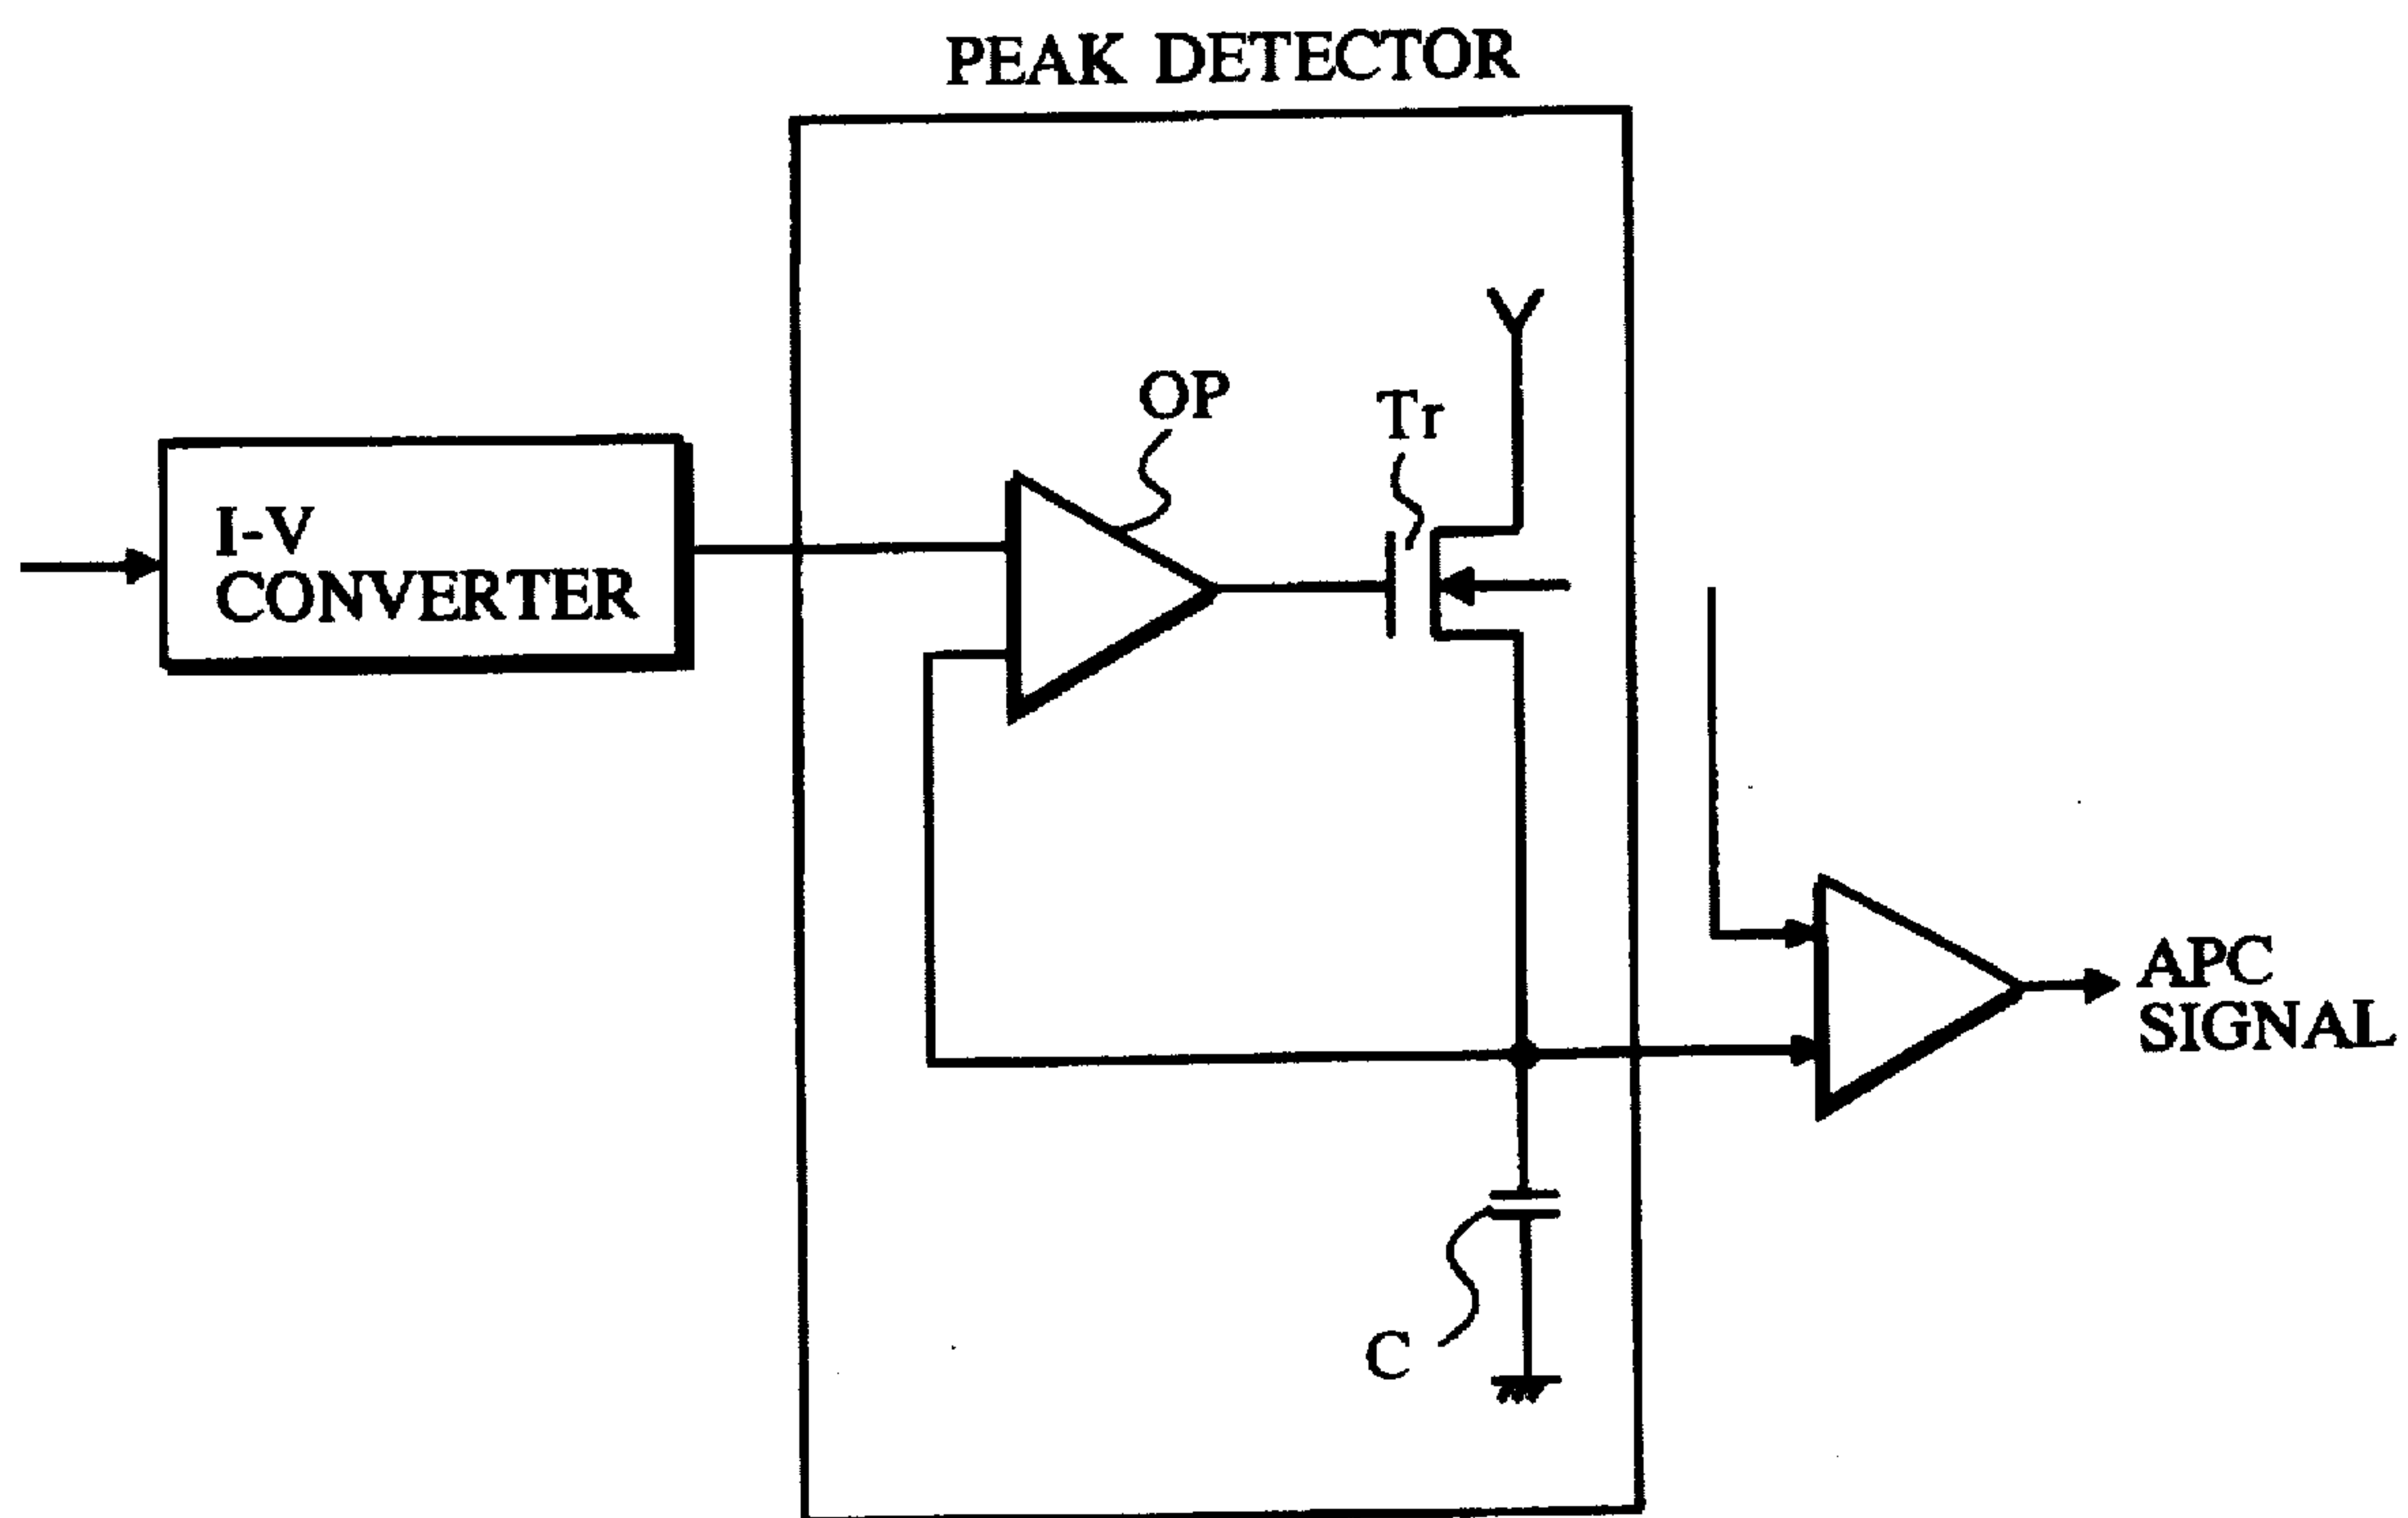 PEAK DETECTOR
OP
Tr
I-V
CONVERTER
APC
SIGNAL
C